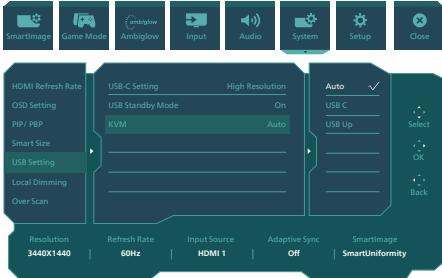 ambiglow
SmartImage Game Mode Ambiglow Input Audio System Setup Close
HDMI Refresh Rate USB-C Setting High Resolution Auto
OSD Setting USB Standby Mode On USB C
PIP/ PBP KVM Auto USB Up
Select
Smart Size
OK
USB Setting
Local Dimming
Back
Over Scan
Resolution Refresh Rate Input Source Adaptive Sync SmartImage
3440X1440 | 60Hz | HDMI 1 | Off | SmartUniformity